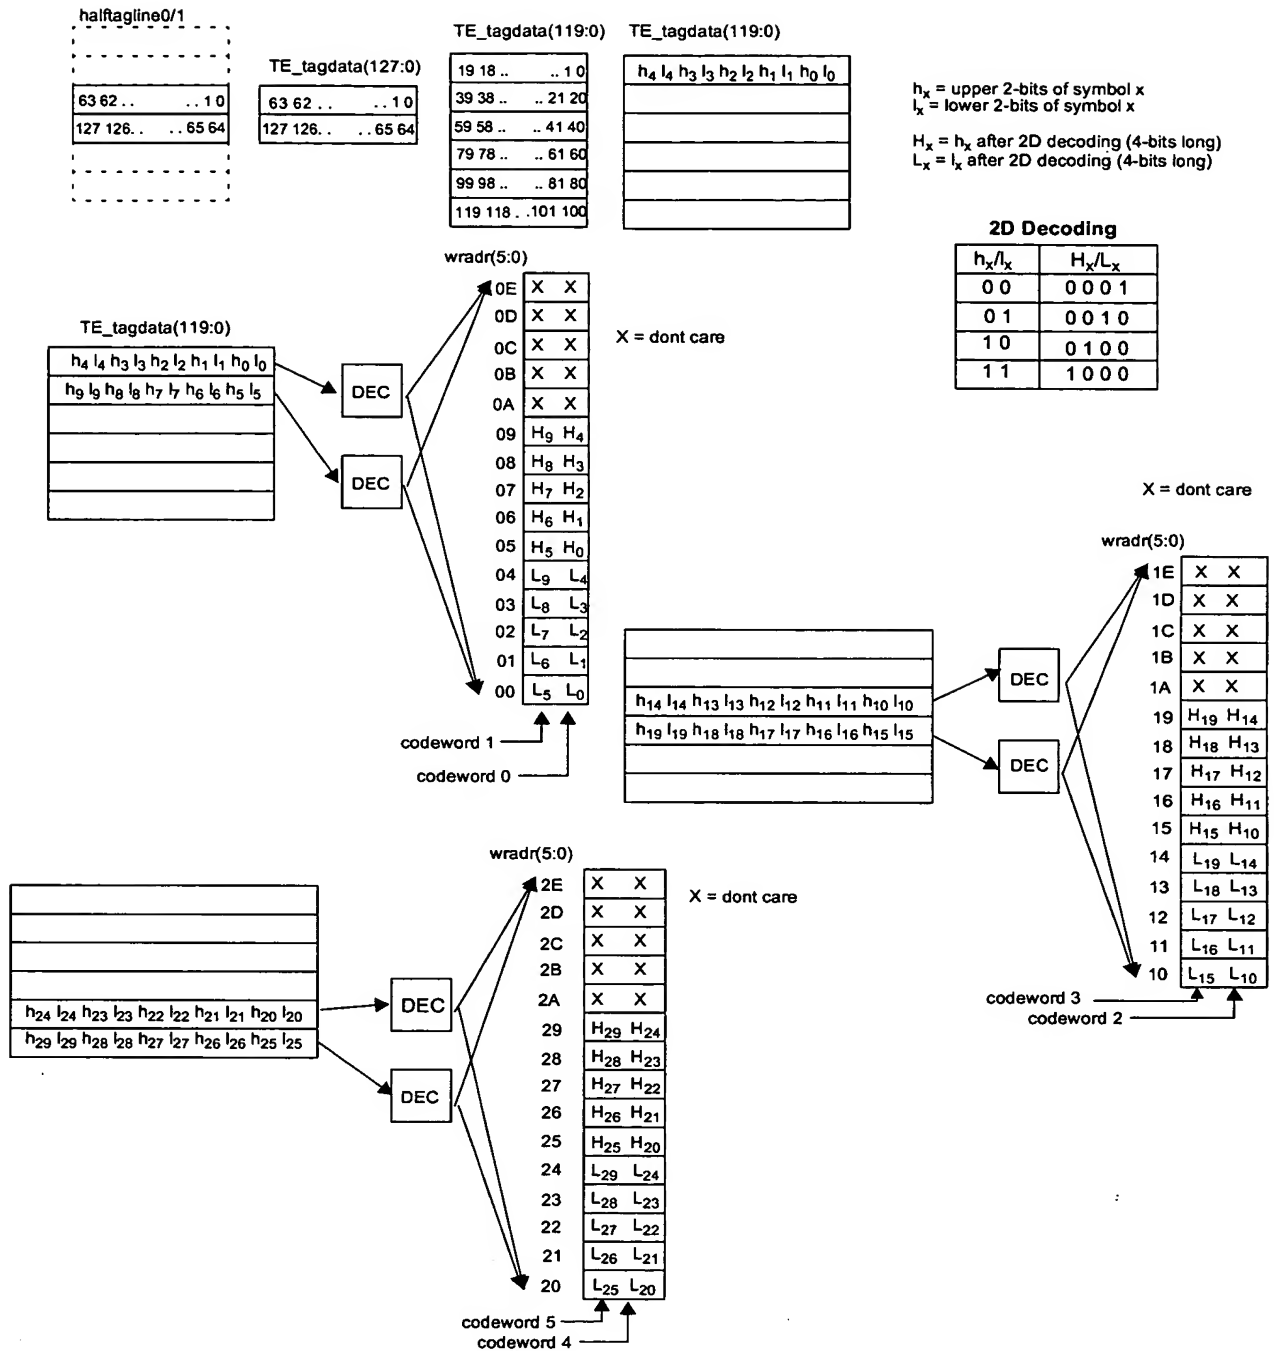 halftagline0/1
63 62 . . . . 1 0
127 126. . . . 65 64
TE_tagdata(127:0)
63 62 . . . . 1 0
127 126. . . . 65 64
TE_tagdata(119:0)
19 18 .. .. 1 0
39 38 .. .. 21 20
59 58 .. .. 41 40
79 78 .. .. 61 60
99 98 .. .. 81 80
119 118 . . 101 100
TE_tagdata(119:0)
h4 l4 h3 l3 h2 l2 h1 l1 h0 l0
hx = upper 2-bits of symbol x
lx = lower 2-bits of symbol x
Hx = hx after 2D decoding (4-bits long)
Lx = lx after 2D decoding (4-bits long)
2D Decoding
hx/lx Hx/Lx
0 0 0 0 0 1
0 1 0 0 1 0
1 0 0 1 0 0
1 1 1 0 0 0
TE_tagdata(119:0)
h4 l4 h3 l3 h2 l2 h1 l1 h0 l0
h9 l9 h8 l8 h7 l7 h6 l6 h5 l5
DEC
DEC
wradr(5:0)
0E X X
0D X X
0C X X
0B X X
0A X X
09 H9 H4
08 H8 H3
07 H7 H2
06 H6 H1
05 H5 H0
04 L9 L4
03 L8 L3
02 L7 L2
01 L6 L1
00 L5 L0
X = dont care
codeword 1
codeword 0
h14 l14 h13 l13 h12 l12 h11 l11 h10 l10
h19 l19 h18 l18 h17 l17 h16 l16 h15 l15
DEC
DEC
X = dont care
wradr(5:0)
1E X X
1D X X
1C X X
1B X X
1A X X
19 H19 H14
18 H18 H13
17 H17 H12
16 H16 H11
15 H15 H10
14 L19 L14
13 L18 L13
12 L17 L12
11 L16 L11
10 L15 L10
codeword 3
codeword 2
h24 l24 h23 l23 h22 l22 h21 l21 h20 l20
h29 l29 h28 l28 h27 l27 h26 l26 h25 l25
DEC
DEC
wradr(5:0)
2E X X
2D X X
2C X X
2B X X
2A X X
29 H29 H24
28 H28 H23
27 H27 H22
26 H26 H21
25 H25 H20
24 L29 L24
23 L28 L23
22 L27 L22
21 L26 L21
20 L25 L20
X = dont care
codeword 5
codeword 4